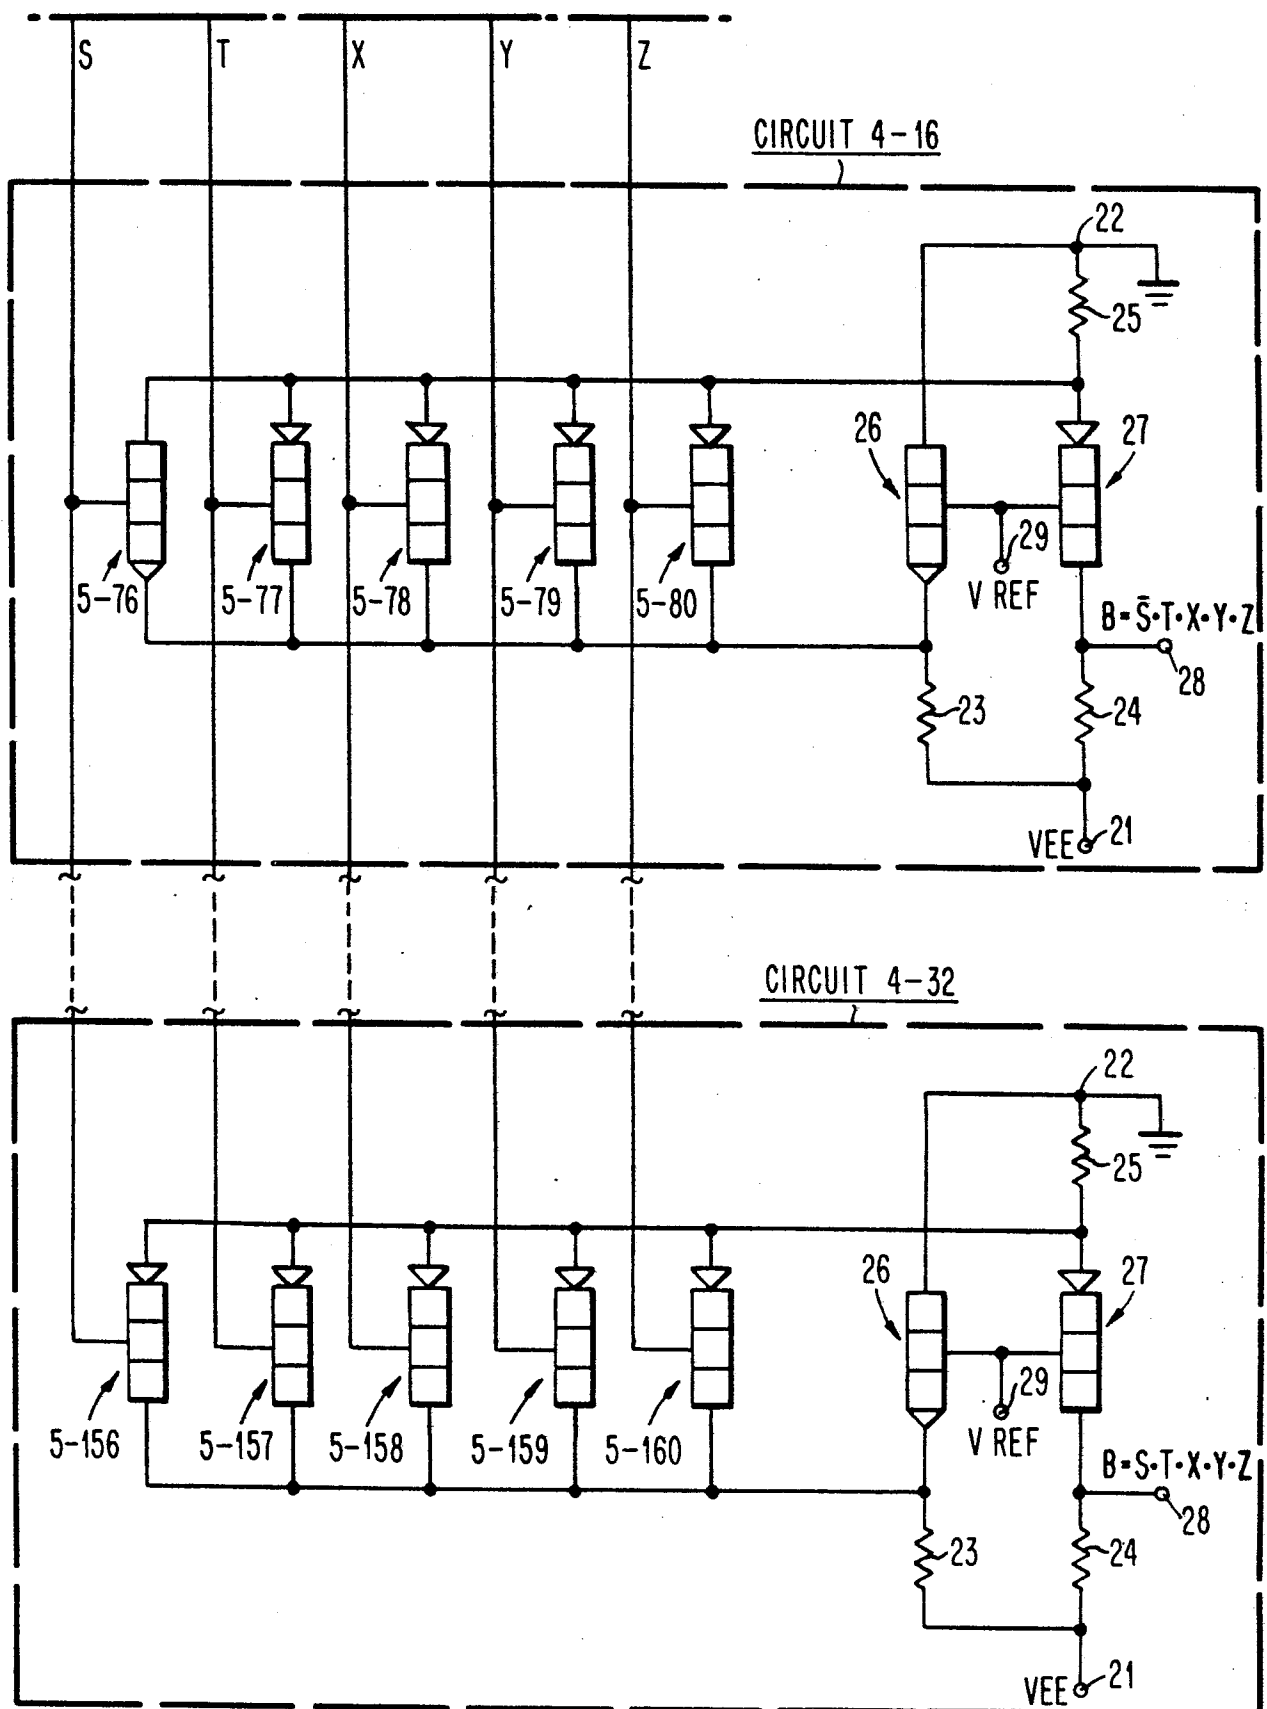 S T X Y Z
CIRCUIT 4-16
22
25
26
27
29
V REF
5-76 5-77 5-78 5-79 5-80
B=S̄·T·X·Y·Z
28
23
24
VEE 21
CIRCUIT 4-32
22
25
26
27
29
V REF
5-156 5-157 5-158 5-159 5-160
B=S·T·X·Y·Z
28
23
24
VEE 21